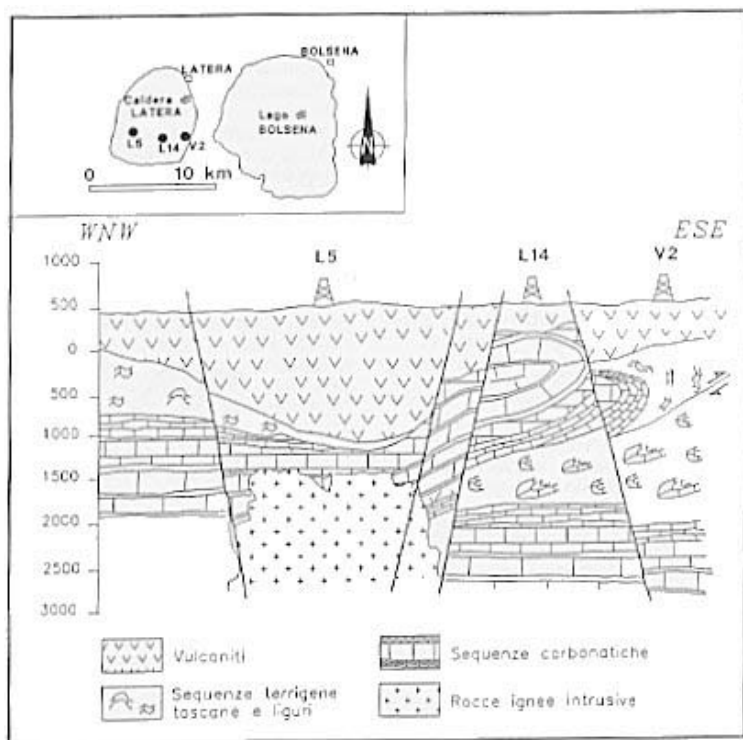 BOLSENA
LATERA
Caldera di
LATERA
Lago di
BOLSENA
L5
L14
V2
N
0
10 km
WNW
ESE
L5
L14
V2
1000
500
0
500
1000
1500
2000
2500
3000
Vulcaniti
Sequenze carbonatiche
Sequenze terrigene
toscane e liguri
Rocce ignee intrusive